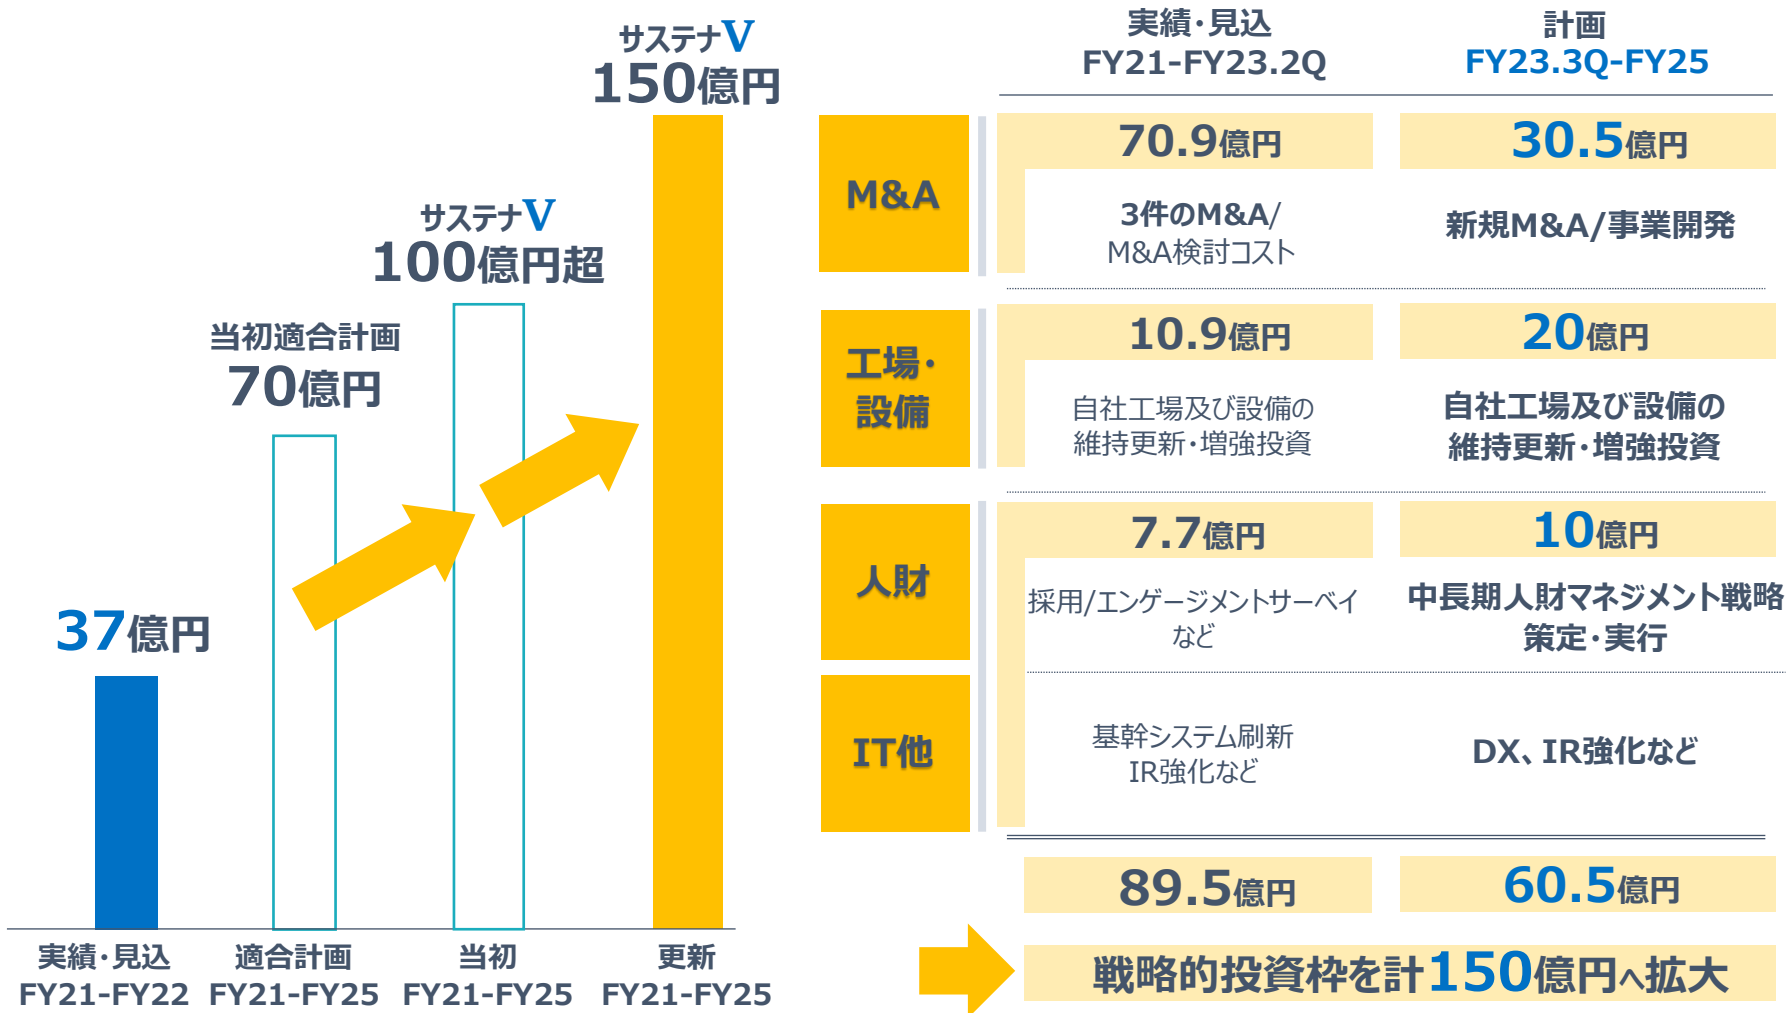 サステナV
150億円
サステナV
100億円超
当初適合計画
70億円
37億円
実績・見込
FY21-FY22
適合計画
FY21-FY25
当初
FY21-FY25
更新
FY21-FY25
実績・見込
FY21-FY23.2Q
計画
FY23.3Q-FY25
M&A
70.9億円
3件のM&A/
M&A検討コスト
30.5億円
新規M&A/事業開発
工場・
設備
10.9億円
自社工場及び設備の
維持更新・増強投資
20億円
自社工場及び設備の
維持更新・増強投資
人財
7.7億円
採用/エンゲージメントサーベイ
など
10億円
中長期人財マネジメント戦略
策定・実行
IT他
基幹システム刷新
IR強化など
DX、IR強化など
89.5億円
60.5億円
戦略的投資枠を計150億円へ拡大